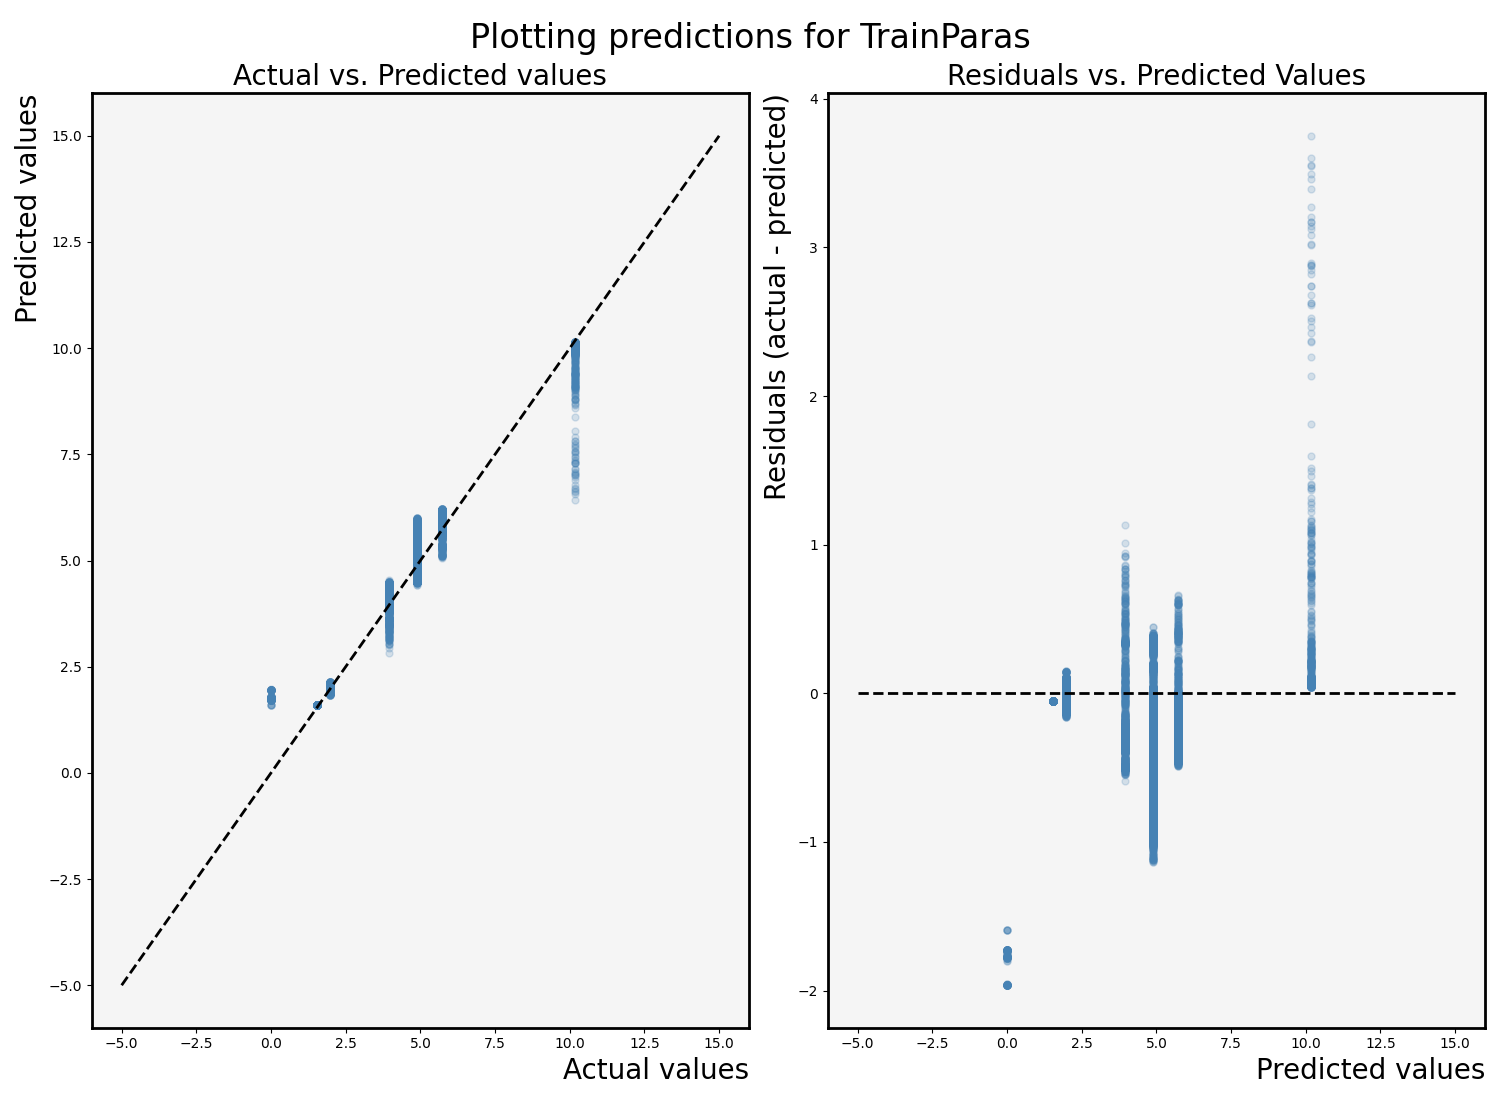 Plotting predictions for TrainParas
Actual vs. Predicted values
Predicted values
15.0
12.5
10.0
7.5
5.0
2.5
0.0
−2.5
−5.0
−5.0 −2.5 0.0 2.5 5.0 7.5 10.0 12.5 15.0
Actual values
Residuals vs. Predicted Values
Residuals (actual - predicted)
4
3
2
1
0
−1
−2
−5.0 −2.5 0.0 2.5 5.0 7.5 10.0 12.5 15.0
Predicted values